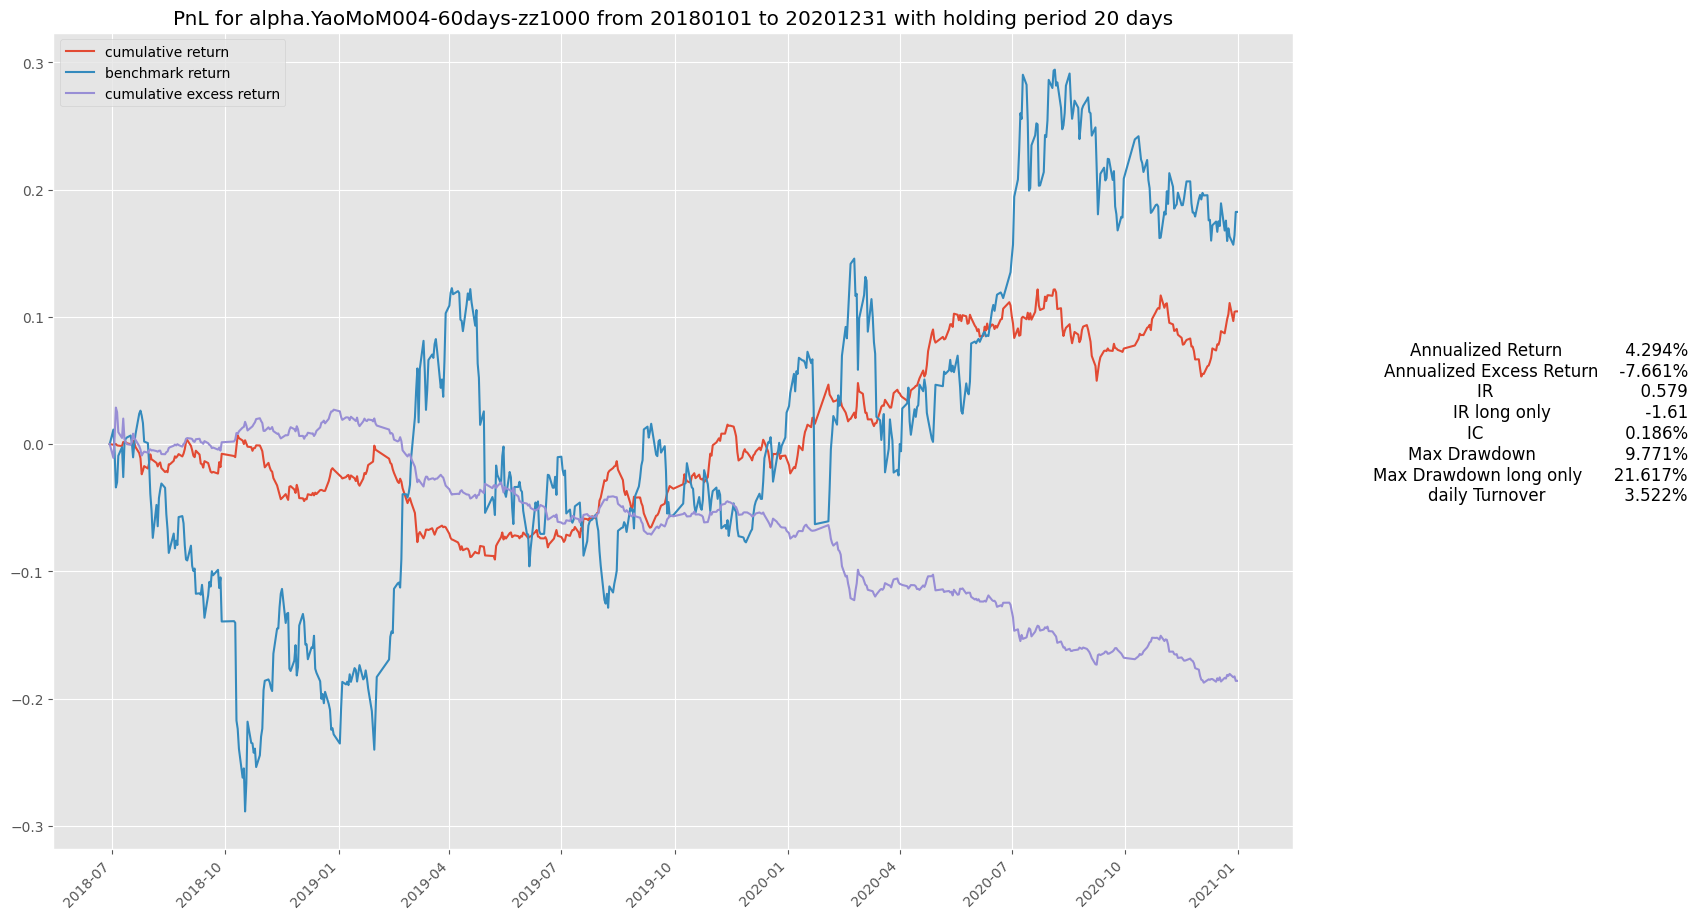 PnL for alpha.YaoMoM004-60days-zz1000 from 20180101 to 20201231 with holding period 20 days
cumulative return
benchmark return
cumulative excess return
0.3
0.2
0.1
0.0
−0.1
−0.2
−0.3
2018-07
2018-10
2019-01
2019-04
2019-07
2019-10
2020-01
2020-04
2020-07
2020-10
2021-01
Annualized Return 4.294%
Annualized Excess Return -7.661%
IR 0.579
IR long only -1.61
IC 0.186%
Max Drawdown 9.771%
Max Drawdown long only 21.617%
daily Turnover 3.522%